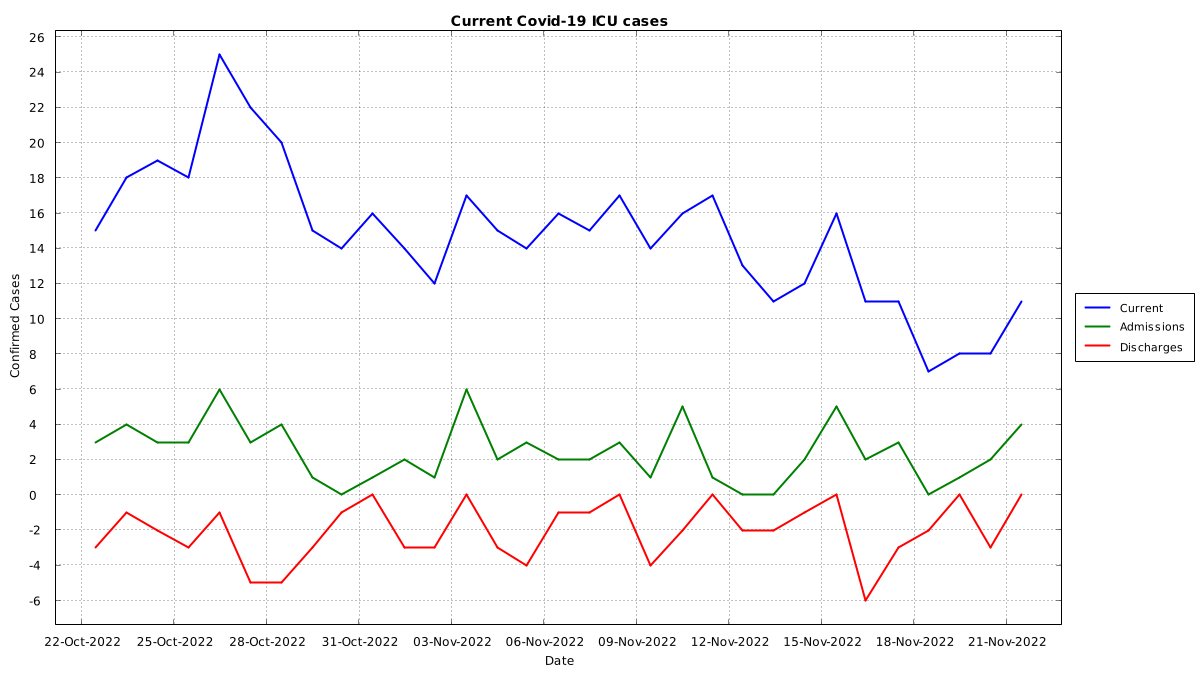 Current Covid-19 ICU cases
26
24
22
20
18
16
14
12
10
8
6
4
2
0
-2
-4
-6
Confirmed Cases
22-Oct-2022 25-Oct-2022 28-Oct-2022 31-Oct-2022 03-Nov-2022 06-Nov-2022 09-Nov-2022 12-Nov-2022 15-Nov-2022 18-Nov-2022 21-Nov-2022
Date
Current
Admissions
Discharges